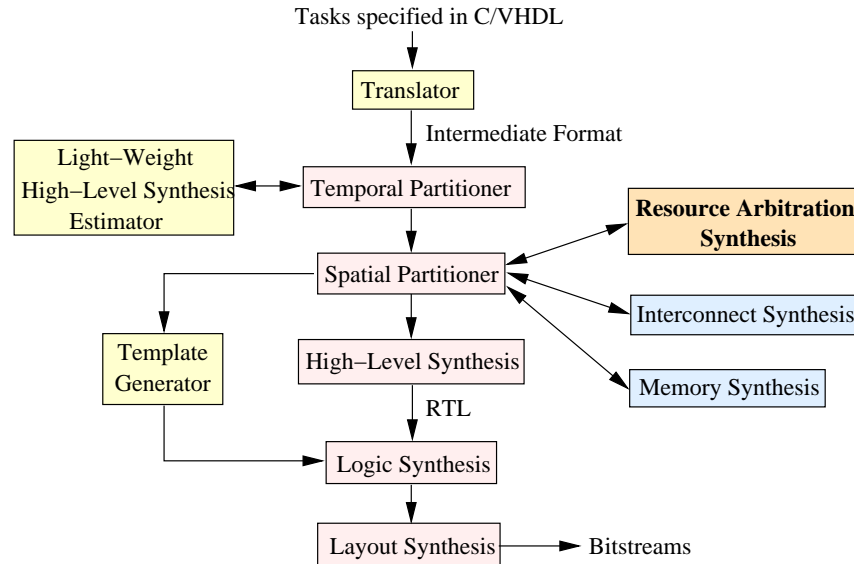 Tasks specified in C/VHDL
Translator
Intermediate Format
Light−Weight
High−Level Synthesis
Estimator
Temporal Partitioner
Resource Arbitration
Synthesis
Spatial Partitioner
Interconnect Synthesis
Template
Generator
High−Level Synthesis
Memory Synthesis
RTL
Logic Synthesis
Layout Synthesis
Bitstreams